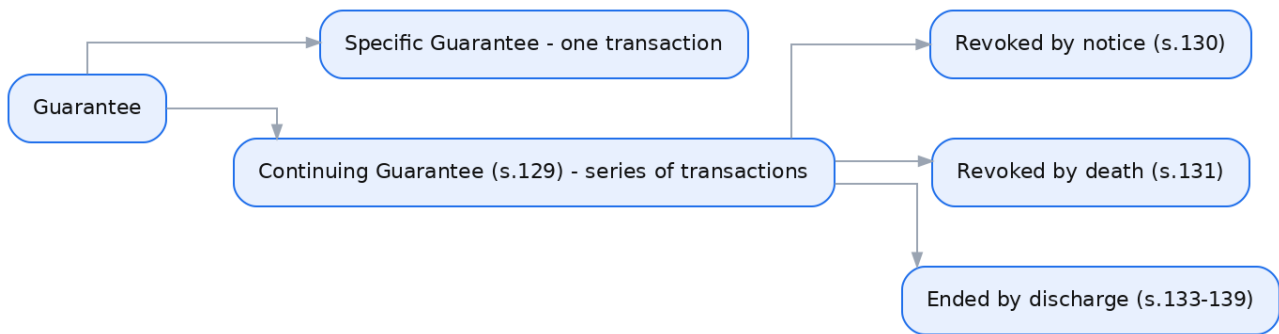 Guarantee
Specific Guarantee - one transaction
Continuing Guarantee (s.129) - series of transactions
Revoked by notice (s.130)
Revoked by death (s.131)
Ended by discharge (s.133-139)